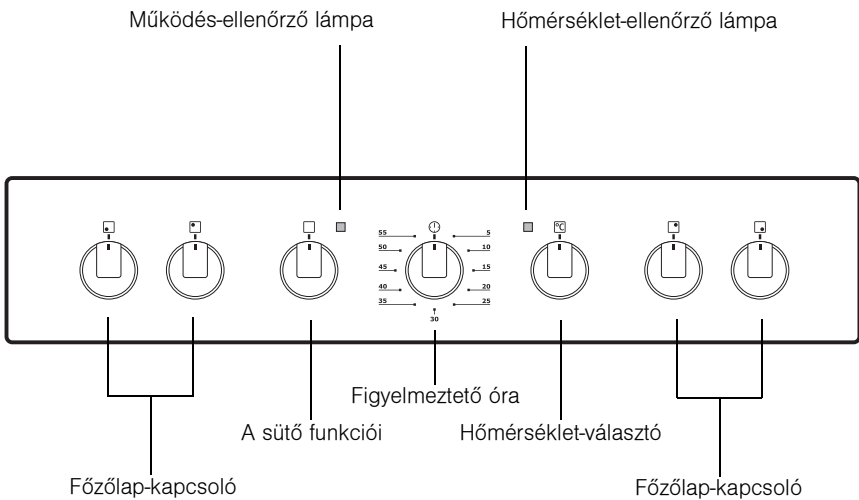 Működés-ellenőrző lámpa
Hőmérséklet-ellenőrző lámpa
55
5
°C
50
10
45
15
40
20
35
25
30
Figyelmeztető óra
A sütő funkciói
Hőmérséklet-választó
Főzőlap-kapcsoló
Főzőlap-kapcsoló